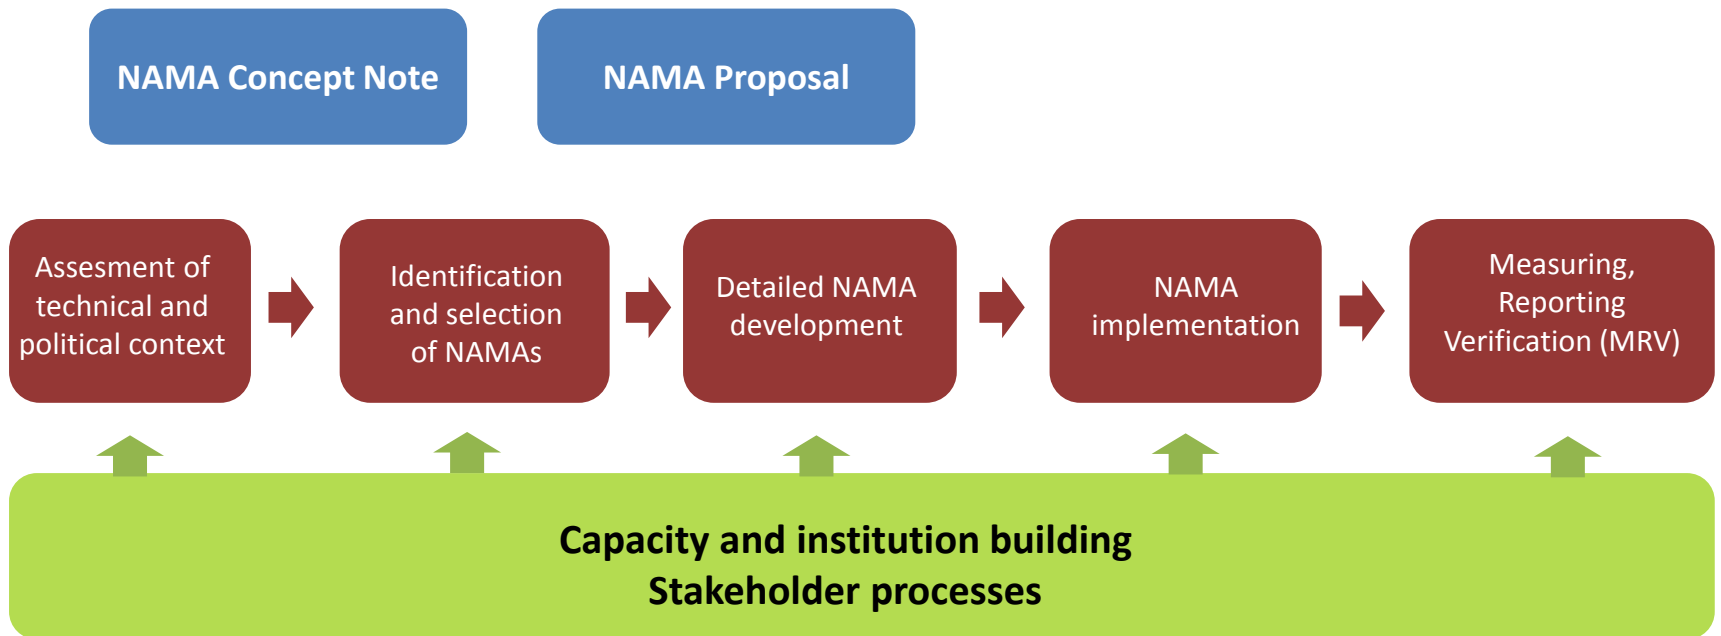 NAMA Concept Note
NAMA Proposal
Assesment of
technical and
political context
Identification
and selection
of NAMAs
Detailed NAMA
development
NAMA
implementation
Measuring,
Reporting
Verification (MRV)
Capacity and institution building
Stakeholder processes